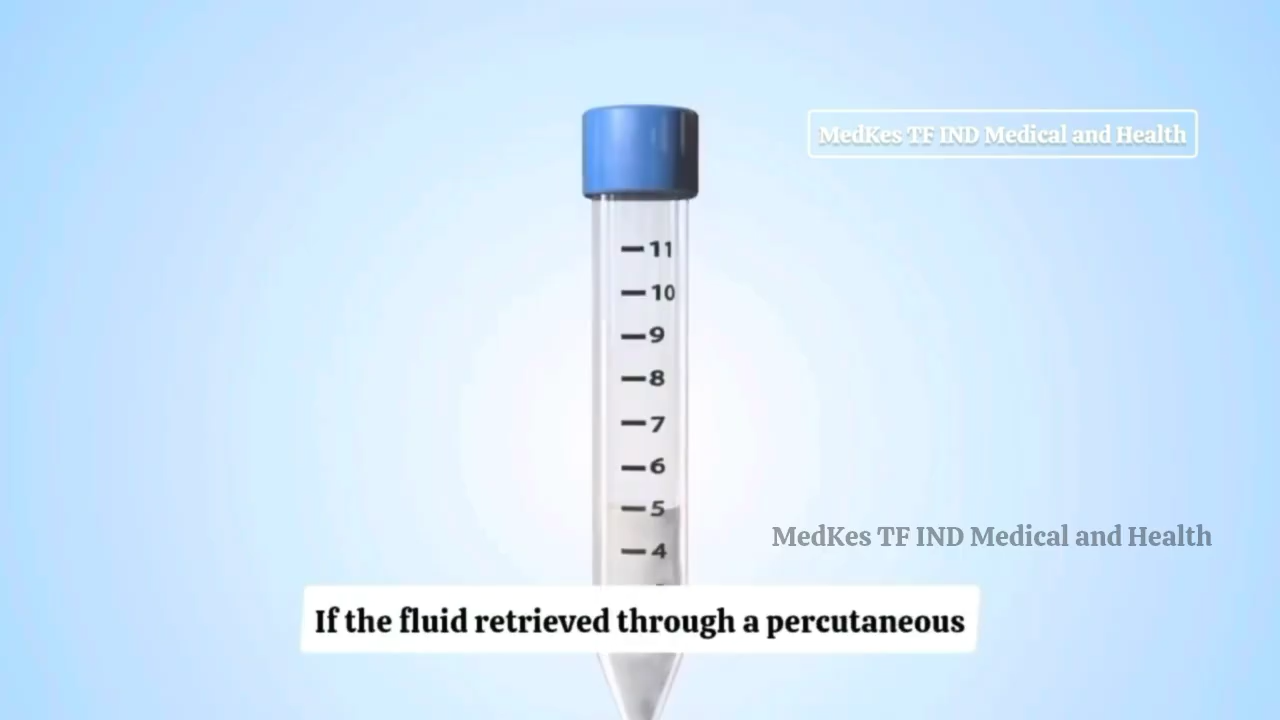 MedKes TF IND Medical and Health
11
10
9
8
7
6
5
4
MedKes TF IND Medical and Health
If the fluid retrieved through a percutaneous